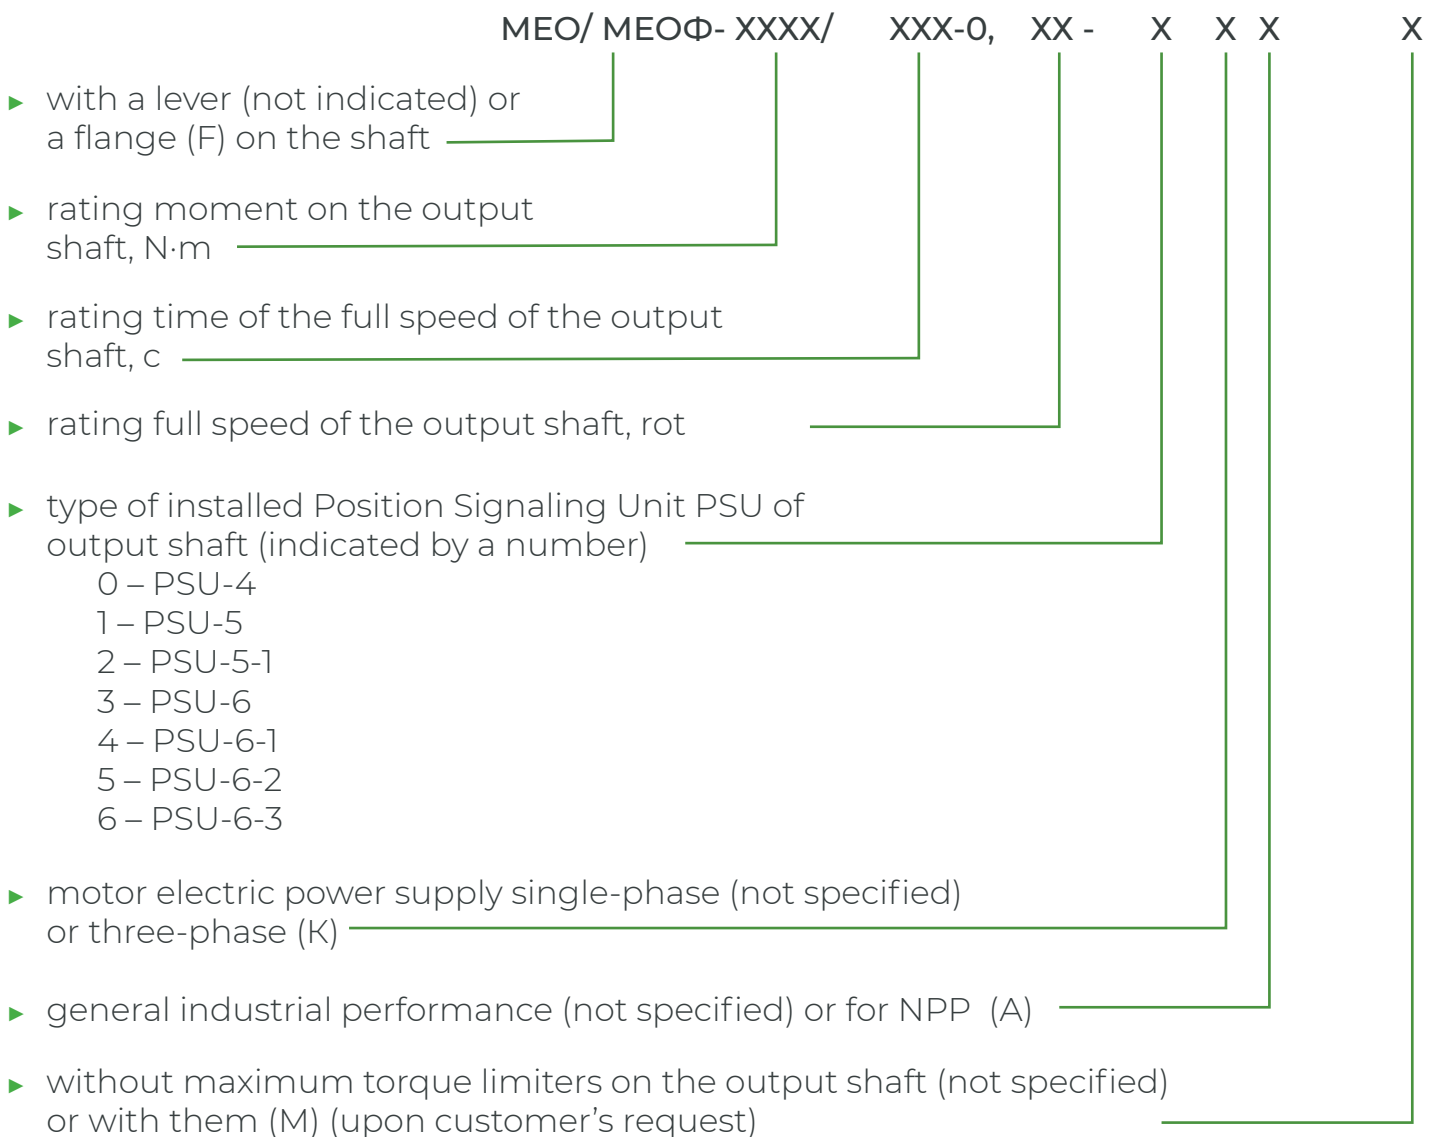 МЕО/ МЕОФ- ХХХХ/ ХХХ-0, ХХ - Х Х Х Х
► with a lever (not indicated) or
a flange (F) on the shaft
► rating moment on the output
shaft, N·m
► rating time of the full speed of the output
shaft, c
► rating full speed of the output shaft, rot
► type of installed Position Signaling Unit PSU of
output shaft (indicated by a number)
0 – PSU-4
1 – PSU-5
2 – PSU-5-1
3 – PSU-6
4 – PSU-6-1
5 – PSU-6-2
6 – PSU-6-3
► motor electric power supply single-phase (not specified)
or three-phase (К)
► general industrial performance (not specified) or for NPP (A)
► without maximum torque limiters on the output shaft (not specified)
or with them (M) (upon customer’s request)